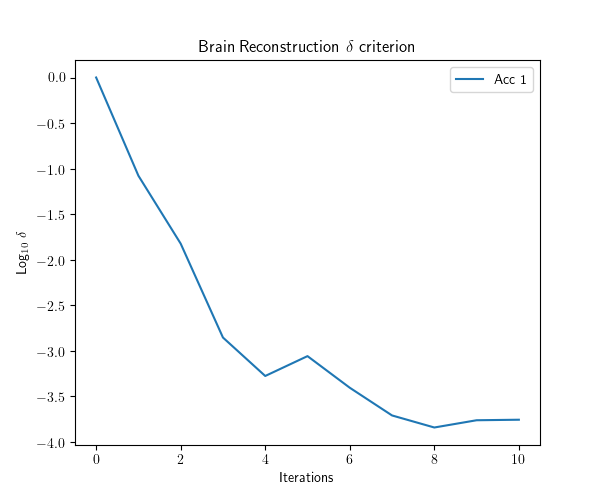 Brain Reconstruction δ criterion
Acc 1
0.0
−0.5
−1.0
−1.5
−2.0
−2.5
−3.0
−3.5
−4.0
Log₁₀ δ
0 2 4 6 8 10
Iterations